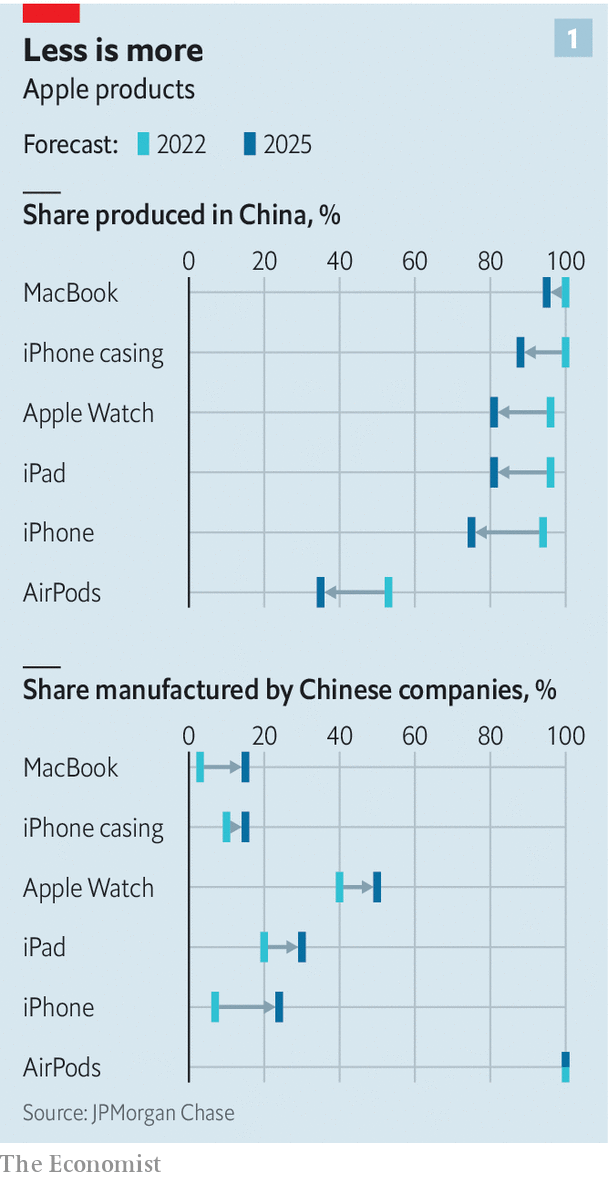 1
Less is more
Apple products
Forecast: 2022 2025
Share produced in China, %
0 20 40 60 80 100
MacBook
iPhone casing
Apple Watch
iPad
iPhone
AirPods
Share manufactured by Chinese companies, %
0 20 40 60 80 100
MacBook
iPhone casing
Apple Watch
iPad
iPhone
AirPods
Source: JPMorgan Chase
The Economist